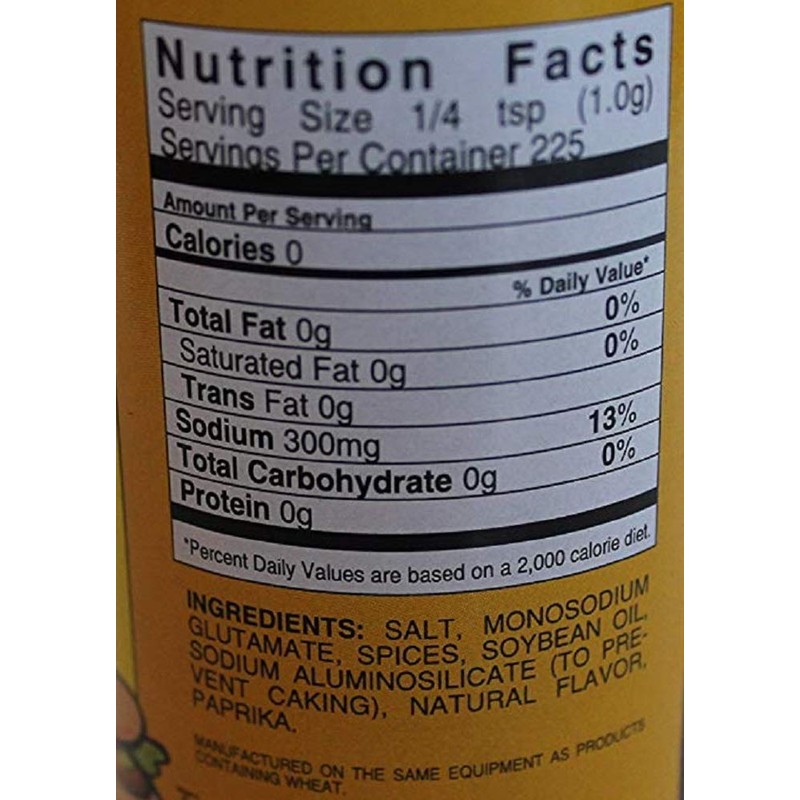 Nutrition Facts
Serving Size 1/4 tsp (1.0g)
Servings Per Container 225
Amount Per Serving
Calories 0
% Daily Value*
Total Fat 0g 0%
Saturated Fat 0g 0%
Trans Fat 0g
Sodium 300mg 13%
Total Carbohydrate 0g 0%
Protein 0g
*Percent Daily Values are based on a 2,000 calorie diet.
INGREDIENTS: SALT, MONOSODIUM
GLUTAMATE, SPICES, SOYBEAN OIL,
SODIUM ALUMINOSILICATE (TO PRE-
VENT CAKING), NATURAL FLAVOR,
PAPRIKA.
MANUFACTURED ON THE SAME EQUIPMENT AS PRODUCTS
CONTAINING WHEAT.